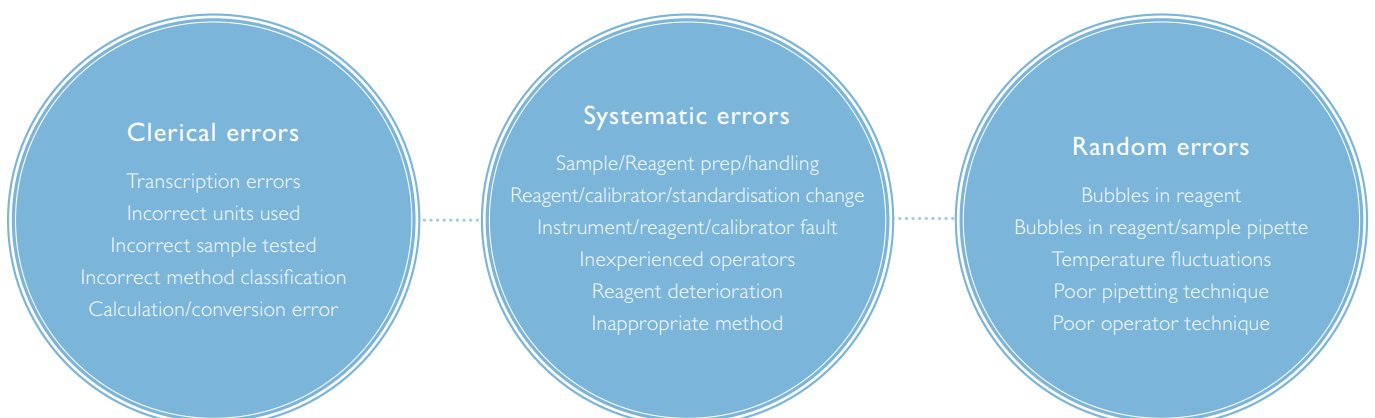 Clerical errors
Transcription errors
Incorrect units used
Incorrect sample tested
Incorrect method classification
Calculation/conversion error
Systematic errors
Sample/Reagent prep/handling
Reagent/calibrator/standardisation change
Instrument/reagent/calibrator fault
Inexperienced operators
Reagent deterioration
Inappropriate method
Random errors
Bubbles in reagent
Bubbles in reagent/sample pipette
Temperature fluctuations
Poor pipetting technique
Poor operator technique